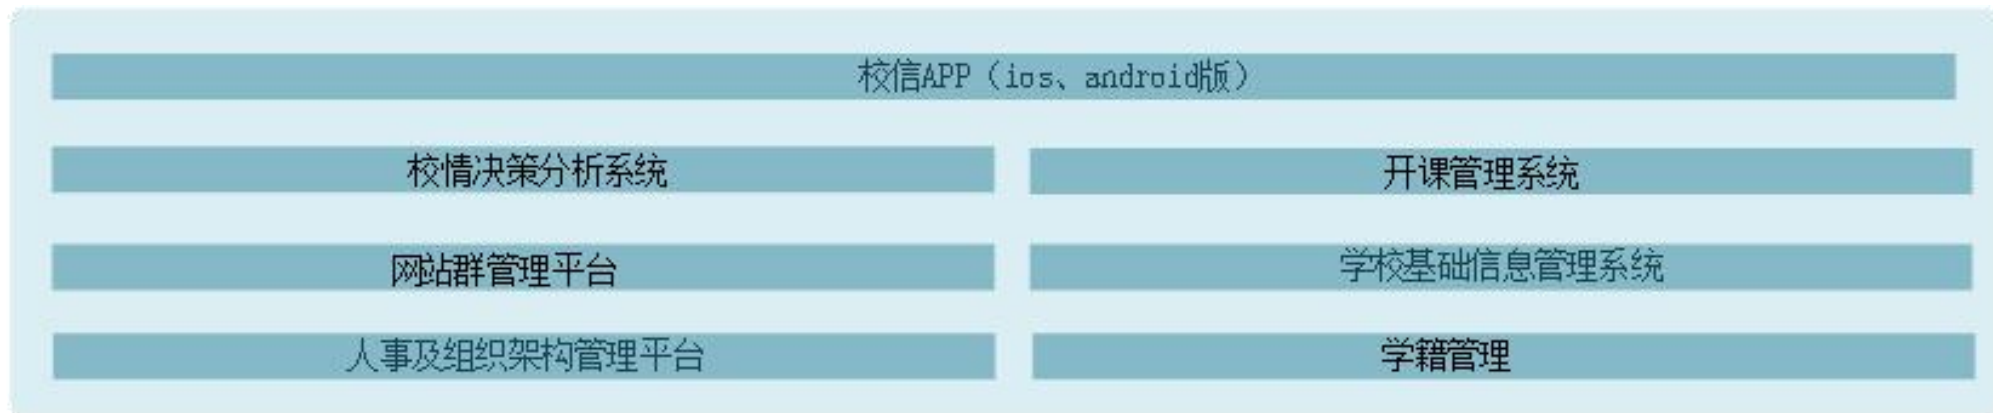 校信APP（ios、android版）
校情决策分析系统
开课管理系统
网站群管理平台
学校基础信息管理系统
人事及组织架构管理平台
学籍管理